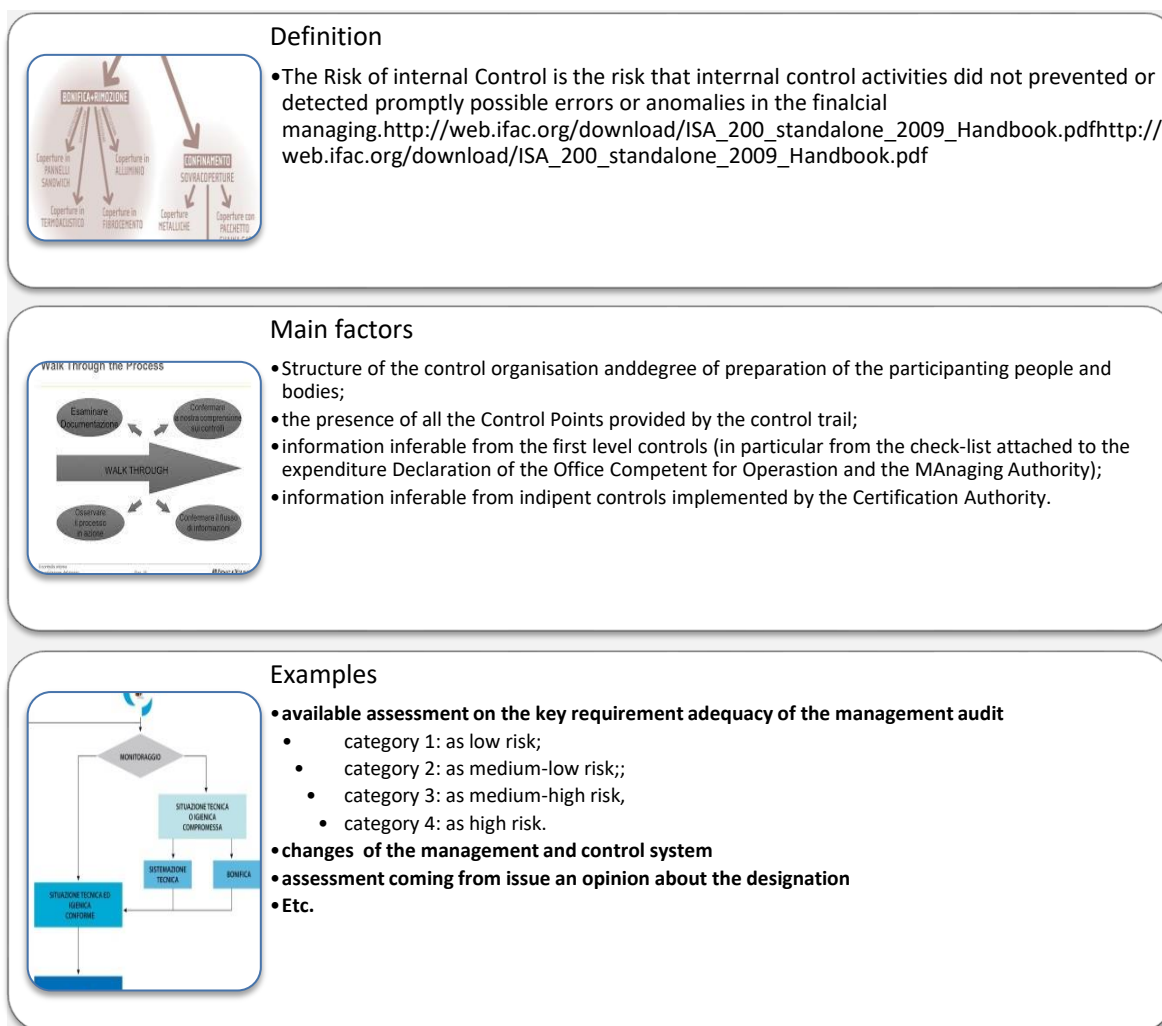 Definition
•The Risk of internal Control is the risk that interrnal control activities did not prevented or
detected promptly possible errors or anomalies in the finalcial
managing.http://web.ifac.org/download/ISA_200_standalone_2009_Handbook.pdfhttp://
web.ifac.org/download/ISA_200_standalone_2009_Handbook.pdf
BONIFICA+RIMOZIONE
Coperture in
PANNELLI
SANDWICH
Coperture in
ALLUMINIO
Coperture in
TERMOACUSTICO
Coperture in
FIBROCEMENTO
CONFINAMENTO
SOVRACOPERTURE
Coperture
METALLICHE
Coperture con
PACCHETTO
Main factors
•Structure of the control organisation anddegree of preparation of the participanting people and
bodies;
•the presence of all the Control Points provided by the control trail;
•information inferable from the first level controls (in particular from the check-list attached to the
expenditure Declaration of the Office Competent for Operastion and the MAnaging Authority);
•information inferable from indipent controls implemented by the Certification Authority.
Walk Through the Process
Esaminare
Documentazione
Confermare
la nostra comprensione
sui controlli
WALK THROUGH
Osservare
il processo
in azione
Confermare il flusso
di informazioni
Examples
•available assessment on the key requirement adequacy of the management audit
• category 1: as low risk;
• category 2: as medium-low risk;;
• category 3: as medium-high risk,
• category 4: as high risk.
•changes of the management and control system
•assessment coming from issue an opinion about the designation
•Etc.
MONITORAGGIO
SITUAZIONE TECNICA
O IGIENICA
COMPROMESSA
SISTEMAZIONE
TECNICA
BONIFICA
SITUAZIONE TECNICA ED
IGIENICA
CONFORME